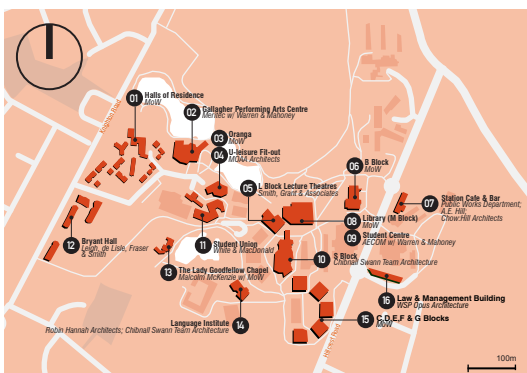 01 Halls of Residence
MoW
02 Gallagher Performing Arts Centre
Meritec w/ Warren & Mahoney
03 Oranga
MoW
04 U-leisure Fit-out
MOAA Architects
05 L Block Lecture Theatres
Smith, Grant & Associates
06 B Block
MoW
07 Station Cafe & Bar
Public Works Department;
A.E. Hill;
Chow:Hill Architects
08 Library (M Block)
MoW
09 Student Centre
AECOM w/ Warren & Mahoney
10 S Block
Chibnall Swann Team Architecture
11 Student Union
White & MacDonald
12 Bryant Hall
Leigh, de Lisle, Fraser
& Smith
13 The Lady Goodfellow Chapel
Malcolm McKenzie w/ MoW
14 Language Institute
Robin Hannah Architects; Chibnall Swann Team Architecture
15 C,D,E,F & G Blocks
MoW
16 Law & Management Building
WSP Opus Architecture
Knighton Road
Hillcrest Road
100m